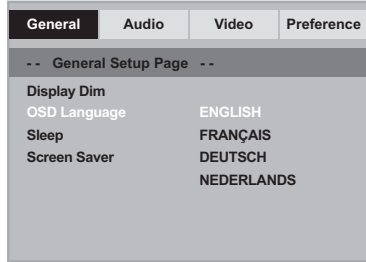 General Audio Video Preference
- - General Setup Page - -
Display Dim
OSD Language ENGLISH
Sleep FRANÇAIS
Screen Saver DEUTSCH
NEDERLANDS